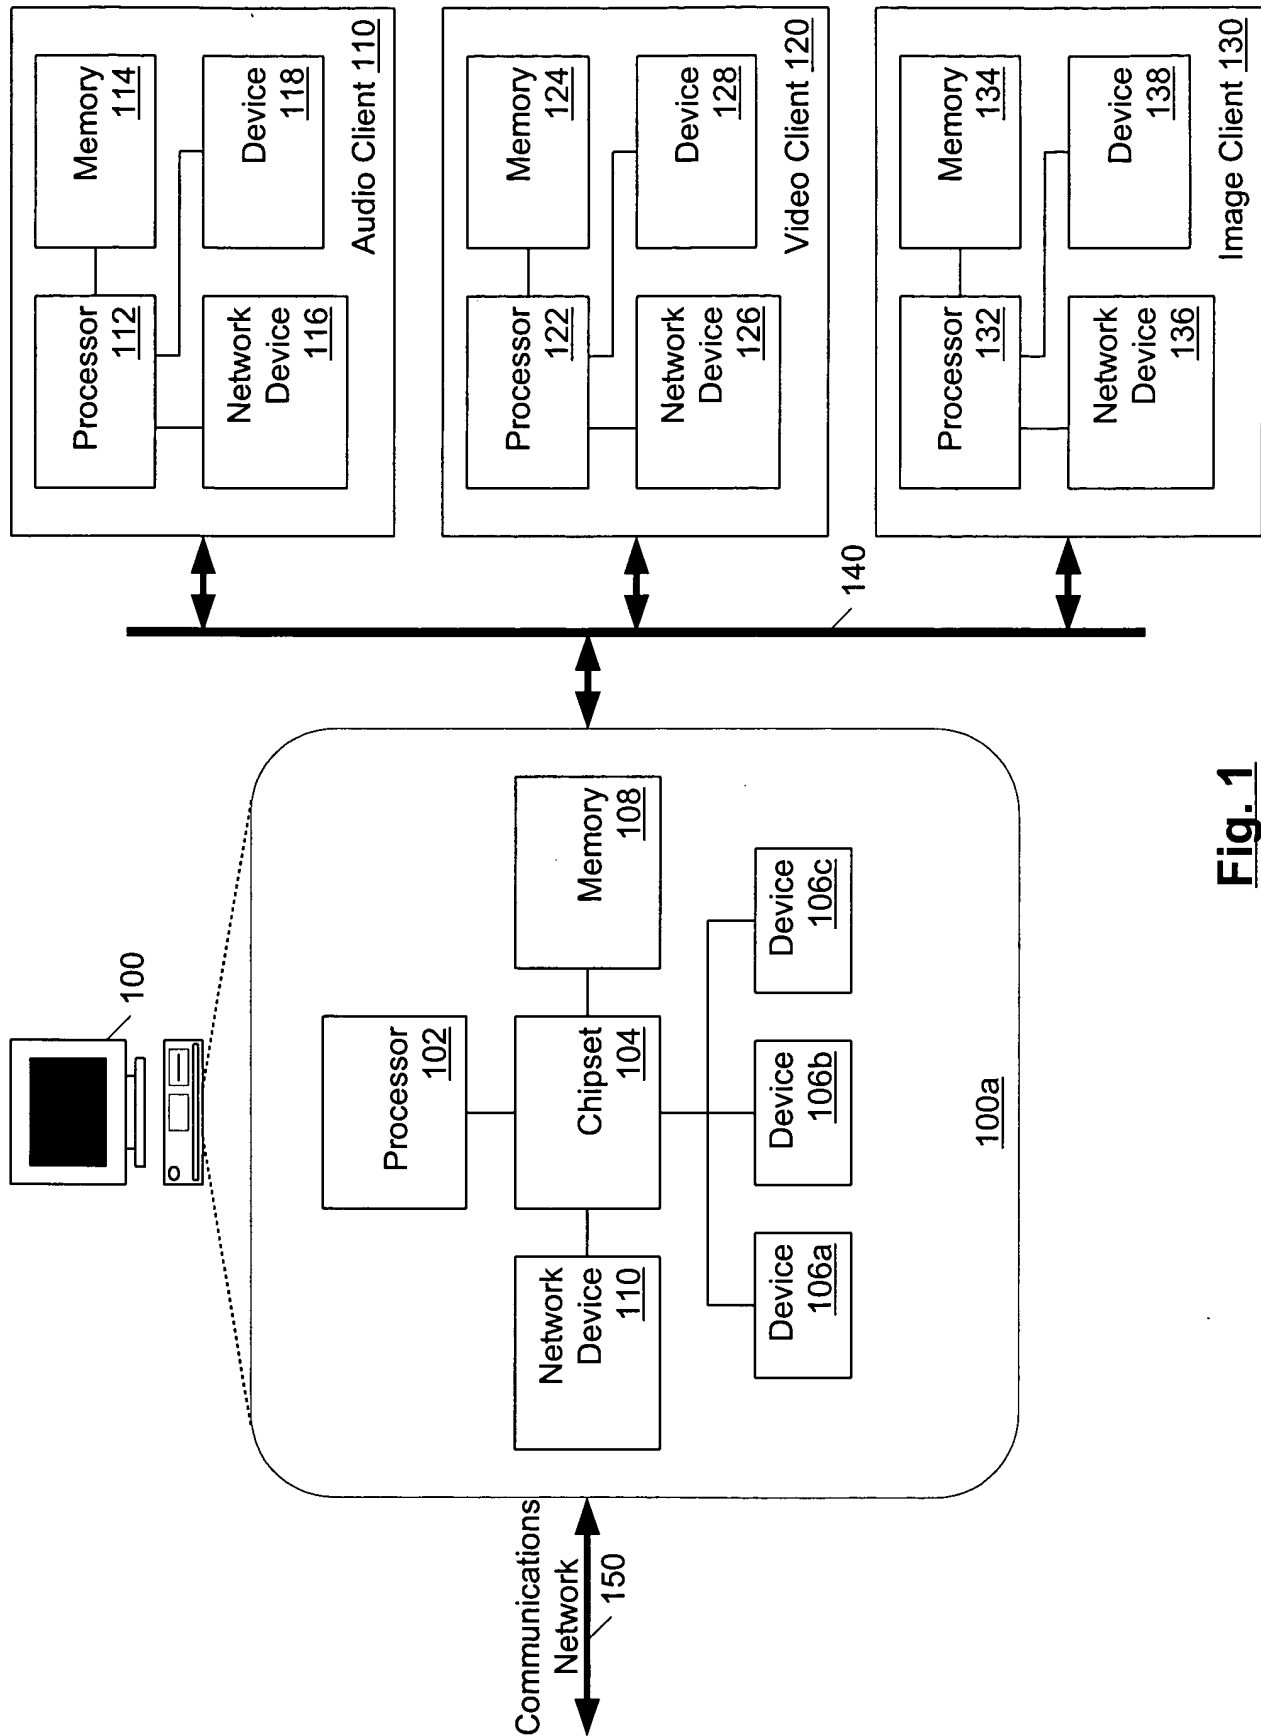 100
Processor
102
Network
Device
110
Chipset
104
Memory
108
Device
106a
Device
106b
Device
106c
100a
Communications
Network
150
140
Processor
112
Memory
114
Network
Device
116
Device
118
Audio Client 110
Processor
122
Memory
124
Network
Device
126
Device
128
Video Client 120
Processor
132
Memory
134
Network
Device
136
Device
138
Image Client 130
Fig. 1